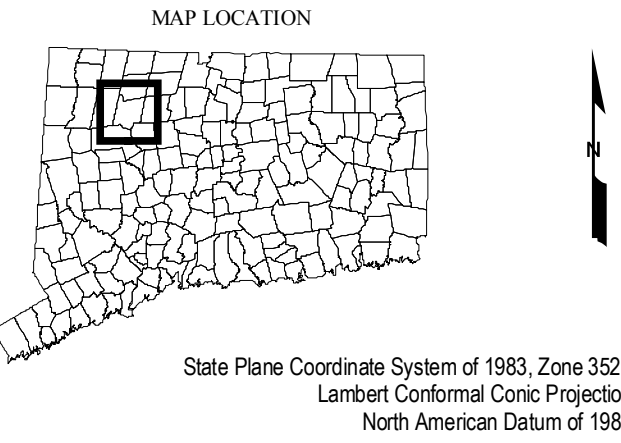 MAP LOCATION
N
State Plane Coordinate System of 1983, Zone 352
Lambert Conformal Conic Projectio
North American Datum of 198